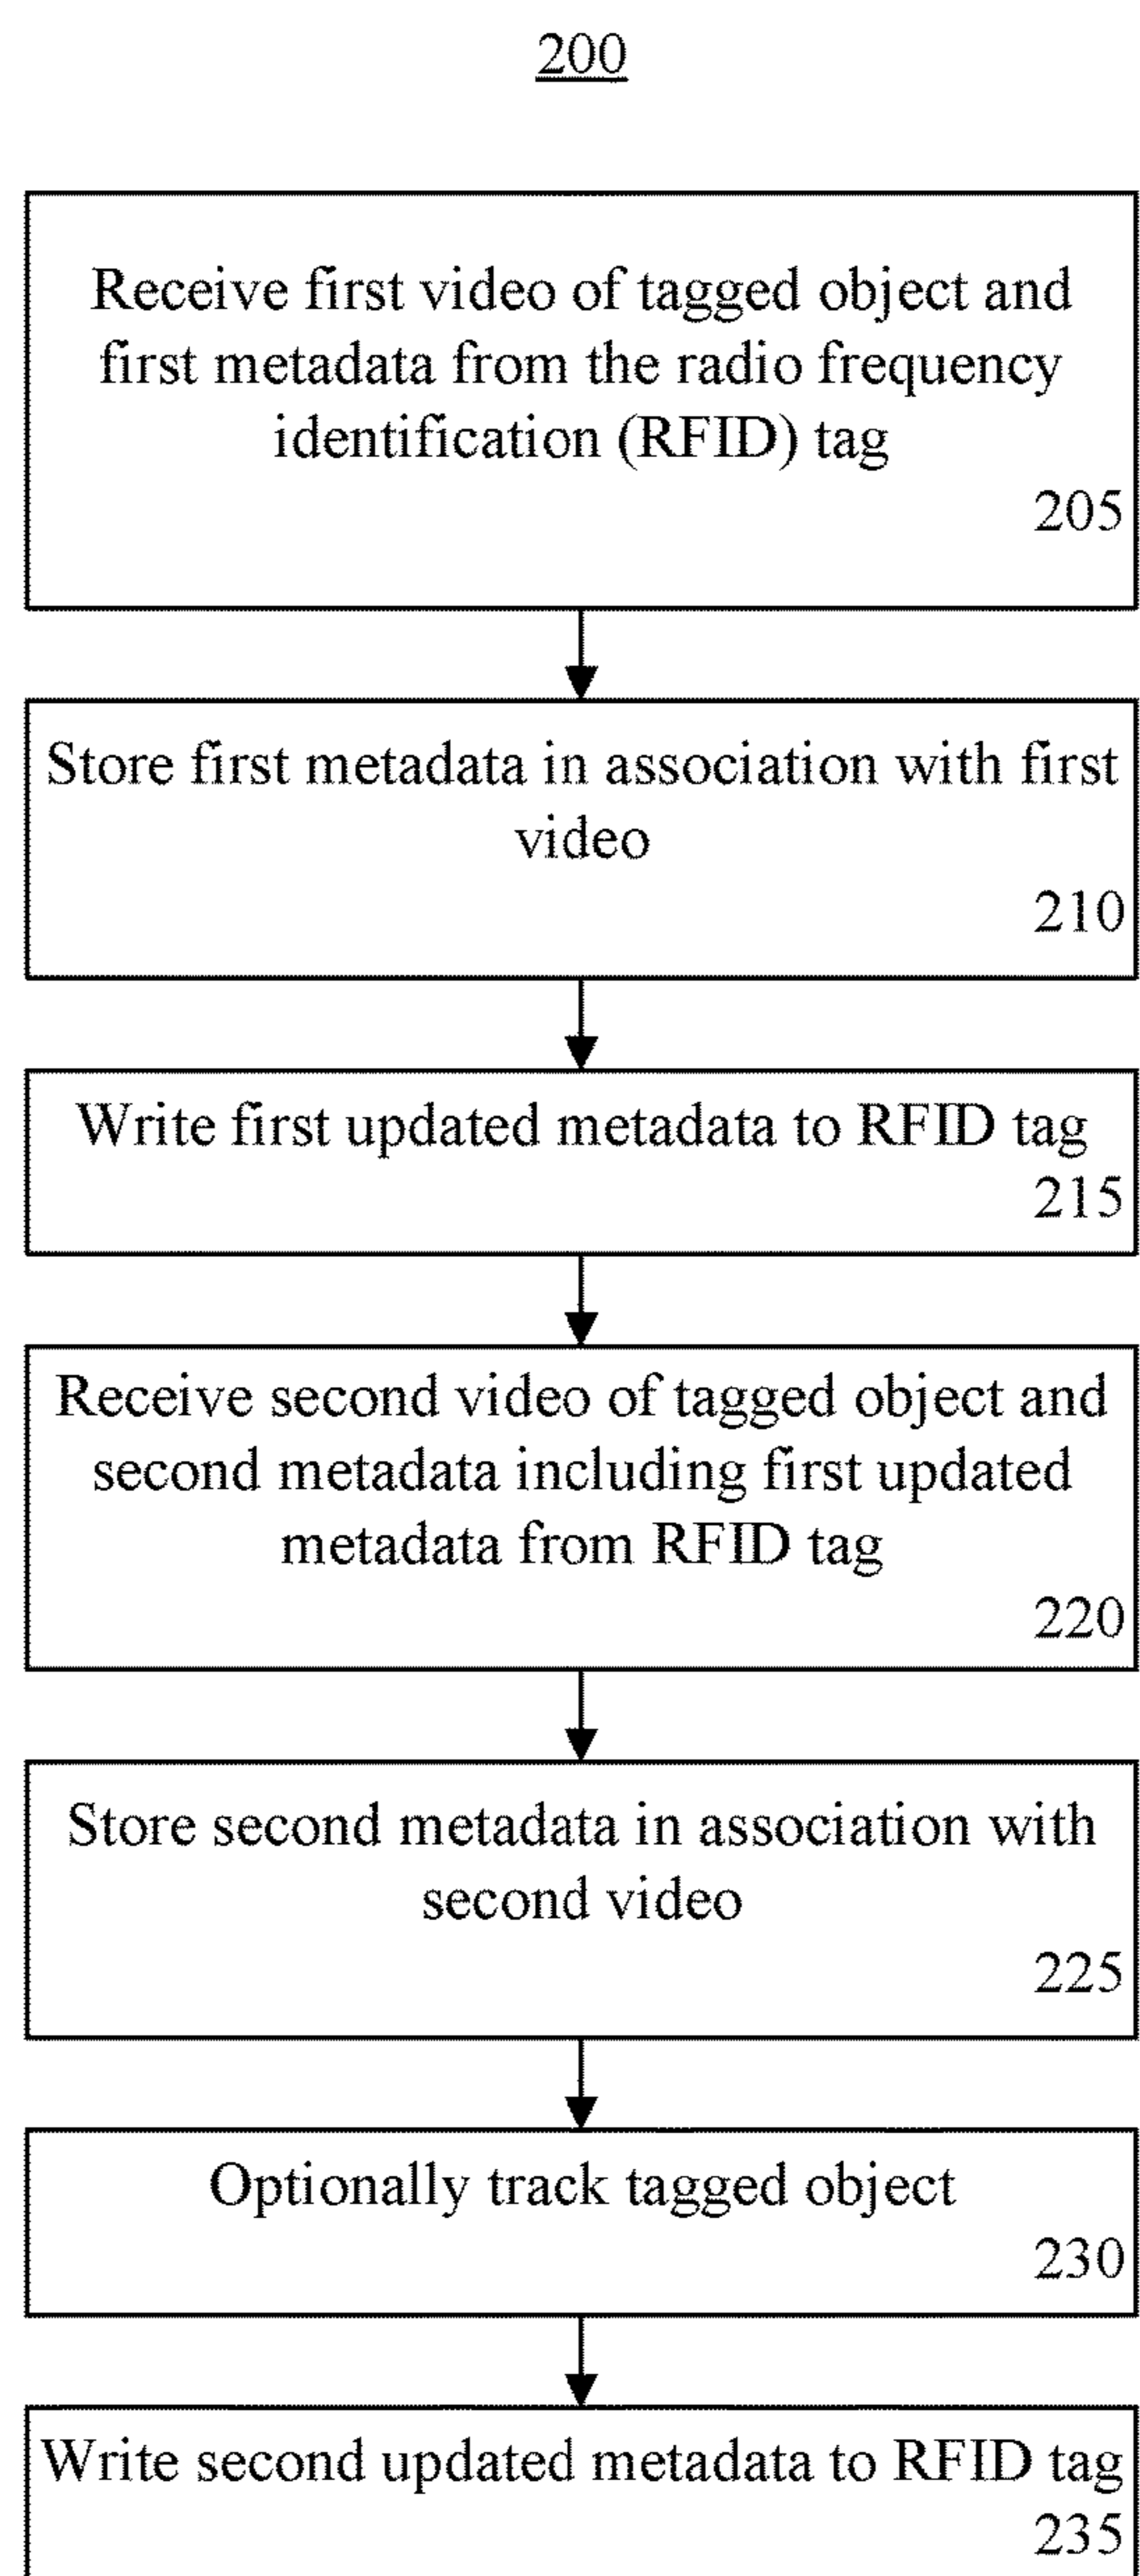 200
Receive first video of tagged object and
first metadata from the radio frequency
identification (RFID) tag
205
Store first metadata in association with first
video
210
Write first updated metadata to RFID tag
215
Receive second video of tagged object and
second metadata including first updated
metadata from RFID tag
220
Store second metadata in association with
second video
225
Optionally track tagged object
230
Write second updated metadata to RFID tag
235